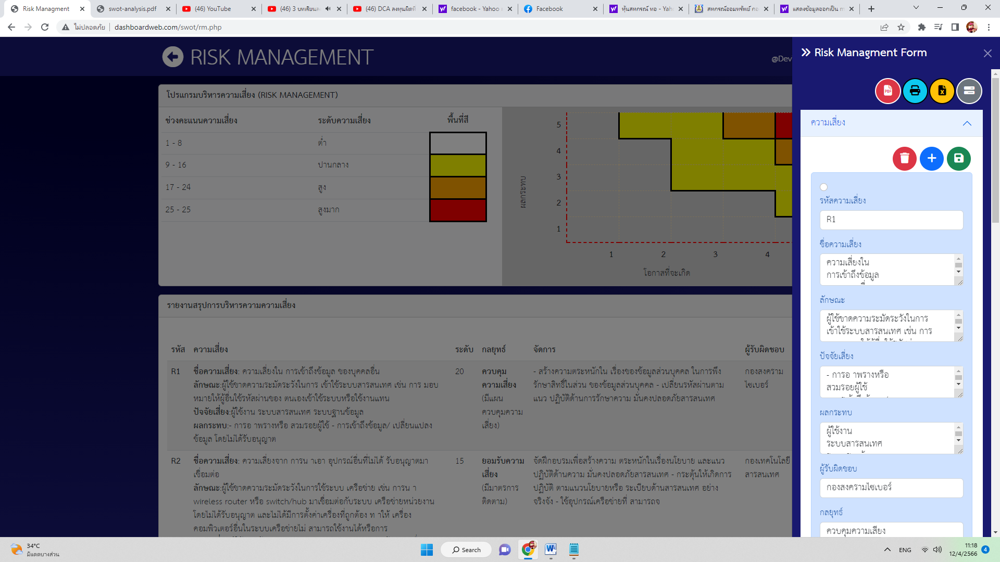 Risk Managment
swot-analysis.pdf
(46) YouTube
(46) 3 บทเรียนล
(46) DCA ลงทุนผิดที
facebook - Yahoo
Facebook
หุ้นสหกรณ์ ทอ - Yah
สหกรณ์ออมทรัพย์ กอ
แสดงข้อมูลออกเป็น m
ไม่ปลอดภัย
dashboardweb.com/swot/rm.php
RISK MANAGEMENT
@Dev
โปรแกรมบริหารความเสี่ยง (RISK MANAGEMENT)
ช่วงคะแนนความเสี่ยง ระดับความเสี่ยง พื้นที่สี
1 - 8 ต่ำ
9 - 16 ปานกลาง
17 - 24 สูง
25 - 25 สูงมาก
ผลกระทบ
5
4
3
2
1
1 2 3 4
โอกาสที่จะเกิด
รายงานสรุปการบริหารความความเสี่ยง
รหัส ความเสี่ยง ระดับ กลยุทธ์ จัดการ ผู้รับผิดชอบ
R1
ชื่อความเสี่ยง: ความเสี่ยงใน การเข้าถึงข้อมูล ของบุคคลอื่น
ลักษณะ:ผู้ใช้ขาดความระมัดระวังในการ เข้าใช้ระบบสารสนเทศ เช่น การ มอบ
หมายให้ผู้อื่นใช้รหัสผ่านของ ตนเองเข้าใช้ระบบหรือใช้งานแทน
ปัจจัยเสี่ยง:ผู้ใช้งาน ระบบสารสนเทศ ระบบฐานข้อมูล
ผลกระทบ:- การอ าพรางหรือ สวมรอยผู้ใช้ - การเข้าถึงข้อมูล/ เปลี่ยนแปลง
ข้อมูล โดยไม่ได้รับอนุญาต
20
ควบคุม
ความเสี่ยง
(มีแผน
ควบคุมความ
เสี่ยง)
- สร้างความตระหนักใน เรื่องของข้อมูลส่วนบุคคล ในการพึง
รักษาสิทธิ์ในส่วน ของข้อมูลส่วนบุคคล - เปลี่ยนรหัสผ่านตาม
แนว ปฏิบัติด้านการรักษาความ มั่นคงปลอดภัยสารสนเทศ
กองสงคราม
ไซเบอร์
R2
ชื่อความเสี่ยง: ความเสี่ยงจาก การน าเอา อุปกรณ์อื่นที่ไม่ได้ รับอนุญาตมา
เชื่อมต่อ
ลักษณะ:ผู้ใช้ขาดความระมัดระวังในการใช้ระบบ เครือข่าย เช่น การน า
wireless router หรือ switch/hub มาเชื่อมต่อกับระบบ เครือข่ายหน่วยงาน
โดยไม่ได้รับอนุญาต และไม่ได้มีการตั้งค่าเครื่องที่ถูกต้อง ท าให้ เครื่อง
คอมพิวเตอร์อื่นในระบบเครือข่ายไม่ สามารถใช้งานได้หรือการ
15
ยอมรับความ
เสี่ยง
(มีมาตรการ
ติดตาม)
จัดฝึกอบรมเพื่อสร้างความ ตระหนักในเรื่องนโยบาย และแนว
ปฏิบัติด้านความ มั่นคงปลอดภัยสารสนเทศ - กระตุ้นให้เกิดการ
ปฏิบัติ ตามแนวนโยบายหรือ ระเบียบด้านสารสนเทศ อย่าง
จริงจัง - ใช้อุปกรณ์เครือข่ายที่ สามารถจ
กองเทคโนโลยี
สารสนเทศ
Risk Managment Form
PDF
ความเสี่ยง
รหัสความเสี่ยง
R1
ชื่อความเสี่ยง
ความเสี่ยงใน
การเข้าถึงข้อมูล
ลักษณะ
ผู้ใช้ขาดความระมัดระวังในการ
เข้าใช้ระบบสารสนเทศ เช่น การ
ปัจจัยเสี่ยง
- การอ าพรางหรือ
สวมรอยผู้ใช้
ผลกระทบ
ผู้ใช้งาน
ระบบสารสนเทศ
ผู้รับผิดชอบ
กองสงครามไซเบอร์
กลยุทธ์
ควบคุมความเสี่ยง
34°C
มีแดดบางส่วน
Search
ENG
11:18
12/4/2566
4